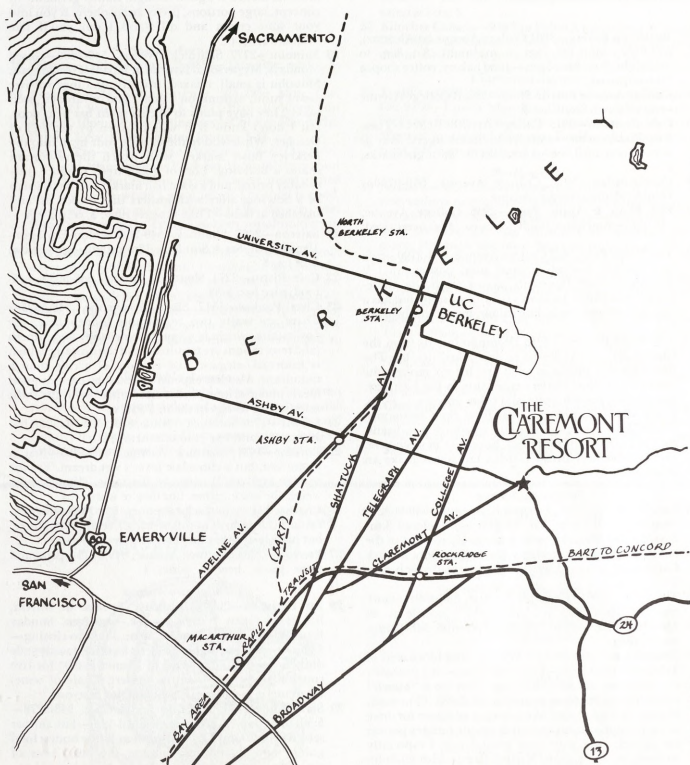 SACRAMENTO
NORTH
BERKELEY STA.
UNIVERSITY AV.
BERKELEY
BERKELEY
STA.
UC
BERKELEY
ASHBY AV.
ASHBY STA.
SHATTUCK AV.
TELEGRAPH AV.
COLLEGE AV.
THE
CLAREMONT
RESORT
EMERYVILLE
ADELINE AV.
(BART)
CLAREMONT AV.
ROCKRIDGE
STA.
BART TO CONCORD
SAN
FRANCISCO
MACARTHUR
STA.
BAY AREA RAPID TRANSIT
BROADWAY
24
13